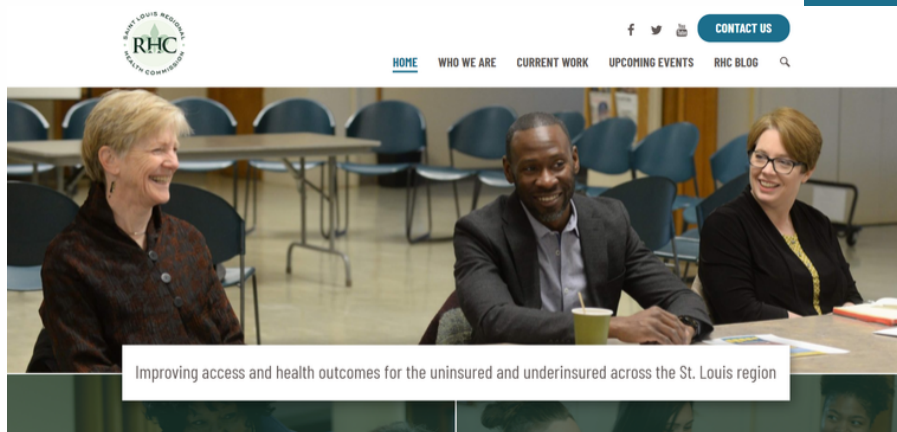 SAINT LOUIS REGIONAL
RHC
HEALTH COMMISSION
CONTACT US
HOME WHO WE ARE CURRENT WORK UPCOMING EVENTS RHC BLOG
Improving access and health outcomes for the uninsured and underinsured across the St. Louis region